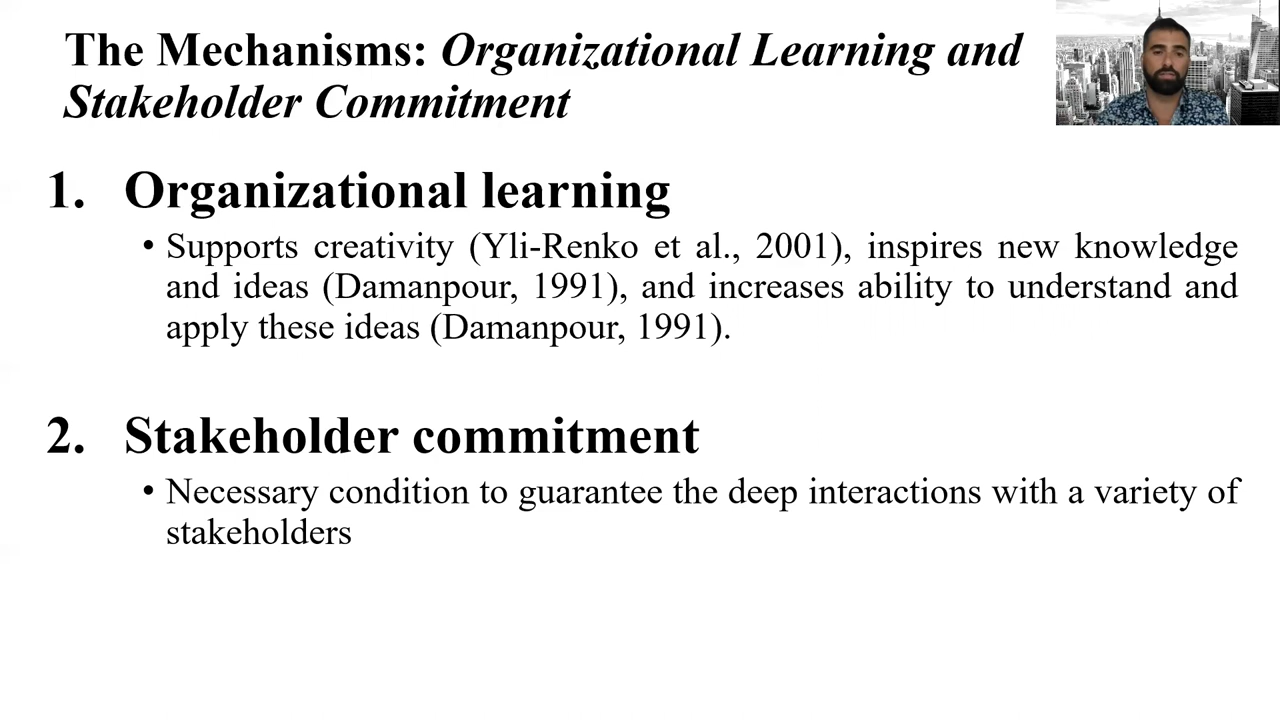 The Mechanisms: Organizational Learning and
Stakeholder Commitment
1. Organizational learning
• Supports creativity (Yli-Renko et al., 2001), inspires new knowledge
and ideas (Damanpour, 1991), and increases ability to understand and
apply these ideas (Damanpour, 1991).
2. Stakeholder commitment
• Necessary condition to guarantee the deep interactions with a variety of
stakeholders